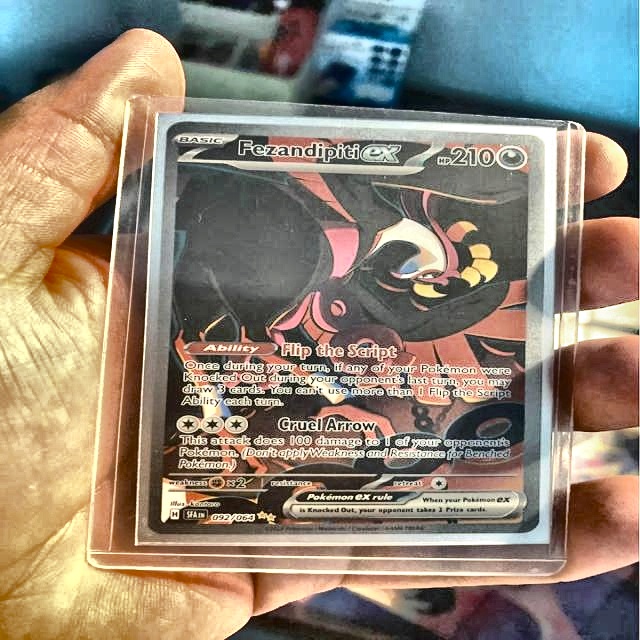 BASIC Fezandipiti ex HP 210
Ability Flip the Script
Once during your turn, if any of your Pokémon were
Knocked Out during your opponent's last turn, you may
draw 3 cards. You can't use more than 1 Flip the Script
Ability each turn.
Cruel Arrow
This attack does 100 damage to 1 of your opponent's
Pokémon. (Don't apply Weakness and Resistance for Benched
Pokémon.)
weakness x2 resistance retreat
Pokémon ex rule When your Pokémon ex
is Knocked Out, your opponent takes 2 Prize cards.
Illus. kantaro
H SFA EN 092/064